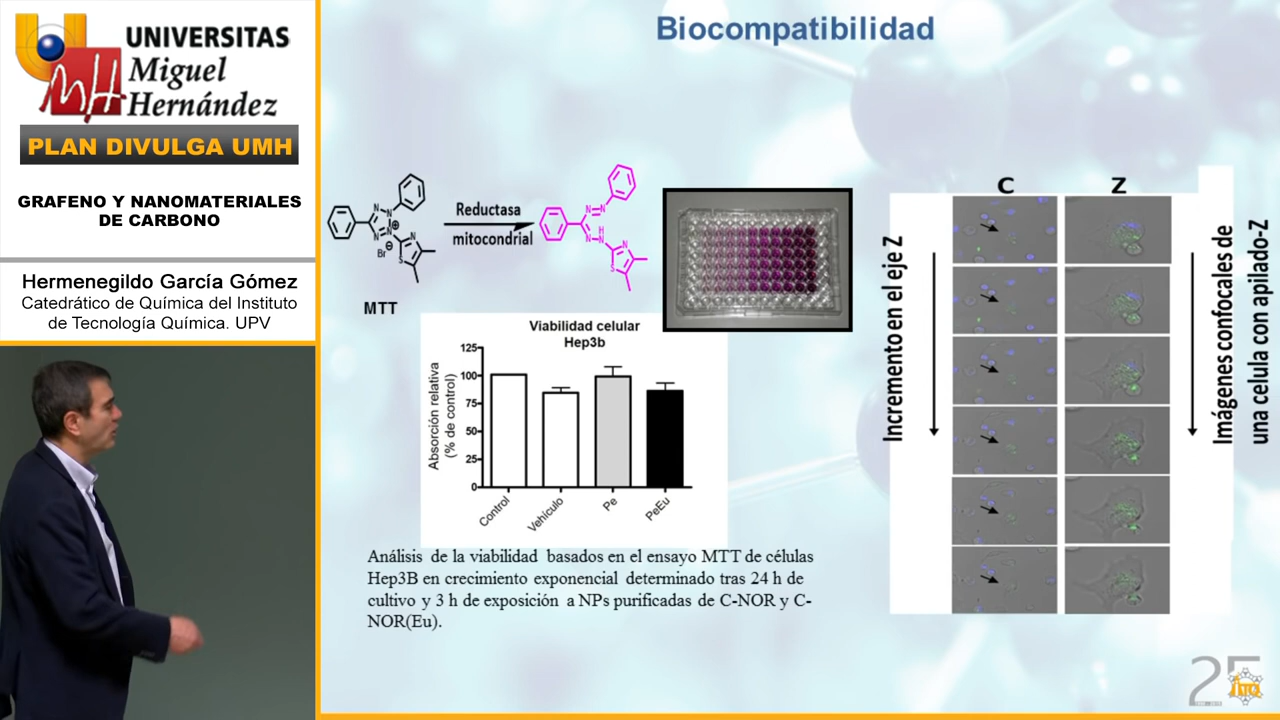 UNIVERSITAS
Miguel
Hernández
PLAN DIVULGA UMH
GRAFENO Y NANOMATERIALES
DE CARBONO
Hermenegildo García Gómez
Catedrático de Química del Instituto
de Tecnología Química. UPV
Biocompatibilidad
Reductasa
mitocondrial
N
N
N
N
⊕
Br
⊖
N
S
N=N
N
N
H
N
S
MTT
Viabilidad celular
Hep3b
Absorción relativa
(% de control)
125
100
75
50
25
0
Control
Vehículo
Pe
PeEu
Análisis de la viabilidad basados en el ensayo MTT de células
Hep3B en crecimiento exponencial determinado tras 24 h de
cultivo y 3 h de exposición a NPs purificadas de C-NOR y C-
NOR(Eu).
C
Z
Incremento en el eje Z
Imágenes confocales de
una celula con apilado-Z
25
ITQ